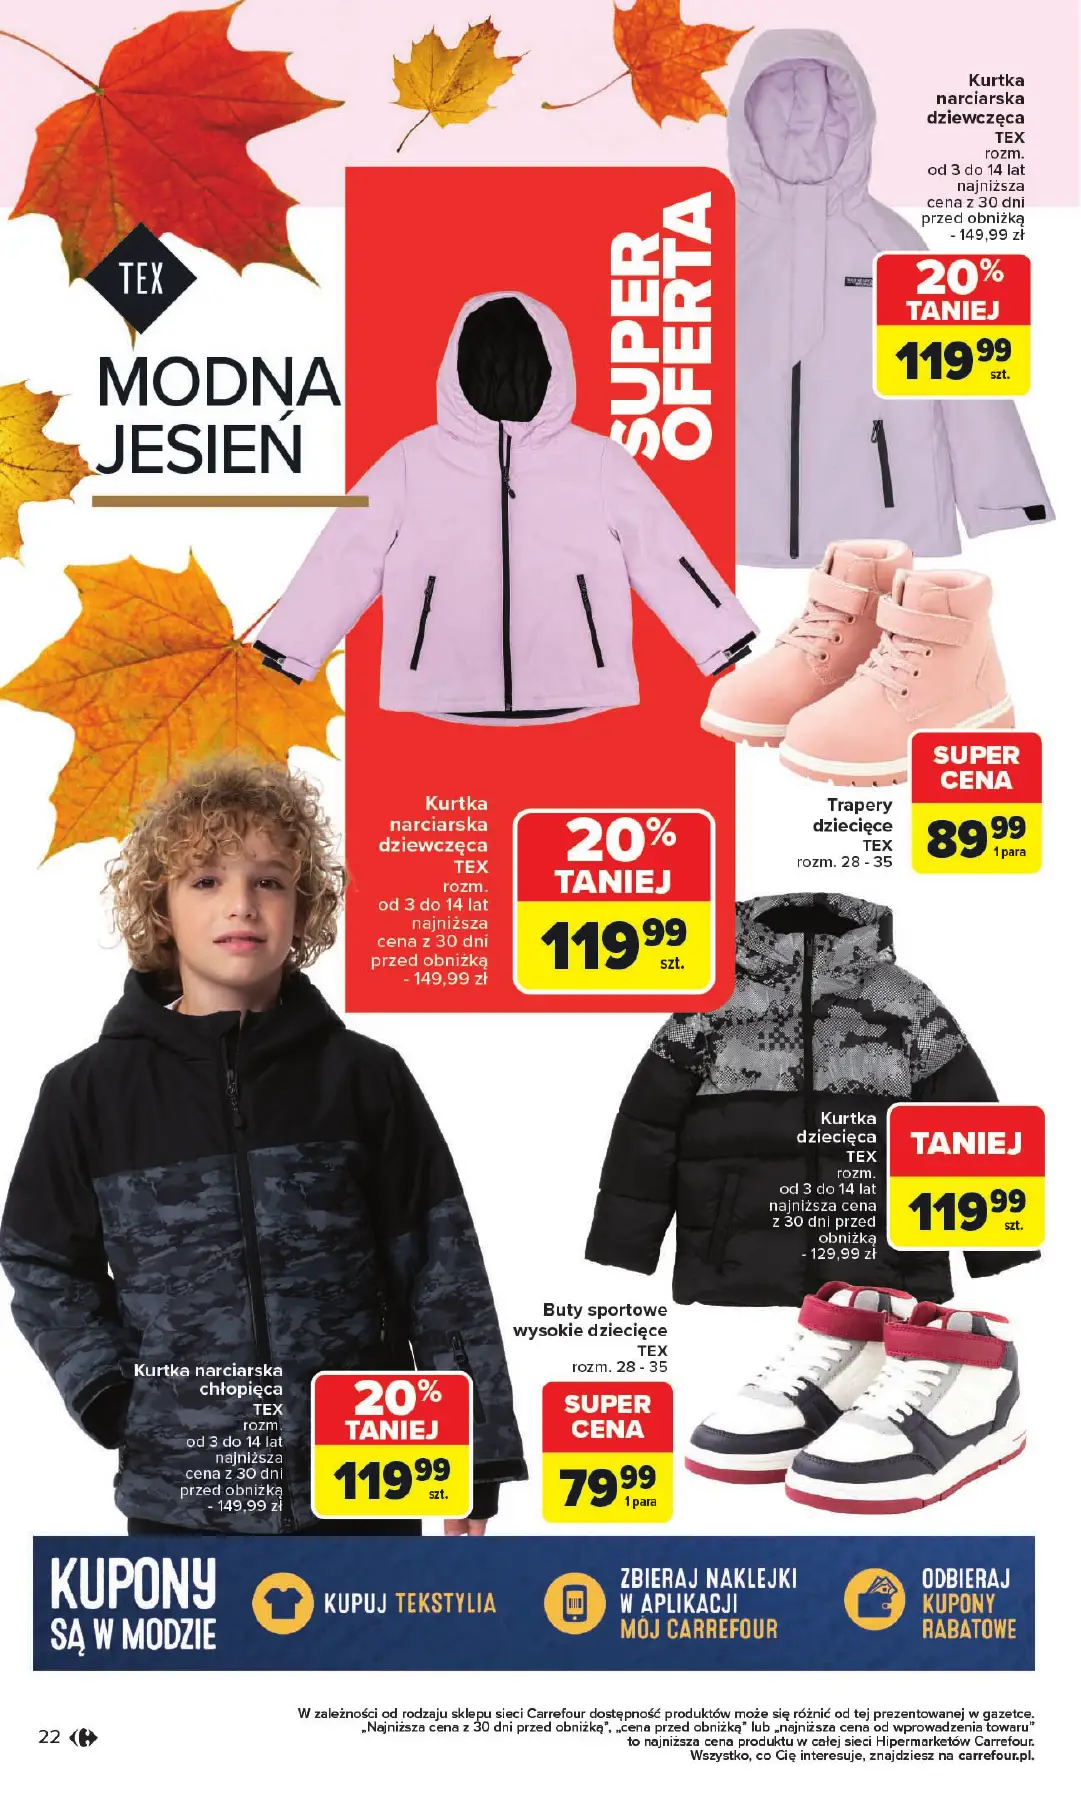 Kurtka
narciarska
dziewczęca
TEX
rozm.
od 3 do 14 lat
najniższa
cena z 30 dni
przed obniżką
- 149,99 zł
20%
TANIEJ
119 99
szt.
TEX
MODNA
JESIEŃ
SUPER
OFERTA
SUPER
CENA
89 99
1 para
Trapery
dziecięce
TEX
rozm. 28 - 35
Kurtka
narciarska
dziewczęca
TEX
rozm.
od 3 do 14 lat
najniższa
cena z 30 dni
przed obniżką
- 149,99 zł
20%
TANIEJ
119 99
szt.
Kurtka
dziecięca
TEX
rozm.
od 3 do 14 lat
najniższa cena
z 30 dni przed
obniżką
- 129,99 zł
TANIEJ
119 99
szt.
Buty sportowe
wysokie dziecięce
TEX
rozm. 28 - 35
SUPER
CENA
79 99
1 para
Kurtka narciarska
chłopięca
TEX
rozm.
od 3 do 14 lat
najniższa
cena z 30 dni
przed obniżką
- 149,99 zł
20%
TANIEJ
119 99
szt.
KUPONY
SĄ W MODZIE
KUPUJ TEKSTYLIA
ZBIERAJ NAKLEJKI
W APLIKACJI
MÓJ CARREFOUR
ODBIERAJ
KUPONY
RABATOWE
W zależności od rodzaju sklepu sieci Carrefour dostępność produktów może się różnić od tej prezentowanej w gazetce.
„Najniższa cena z 30 dni przed obniżką", „cena przed obniżką" lub „najniższa cena od wprowadzenia towaru"
to najniższa cena produktu w całej sieci Hipermarketów Carrefour.
Wszystko, co Cię interesuje, znajdziesz na carrefour.pl.
22